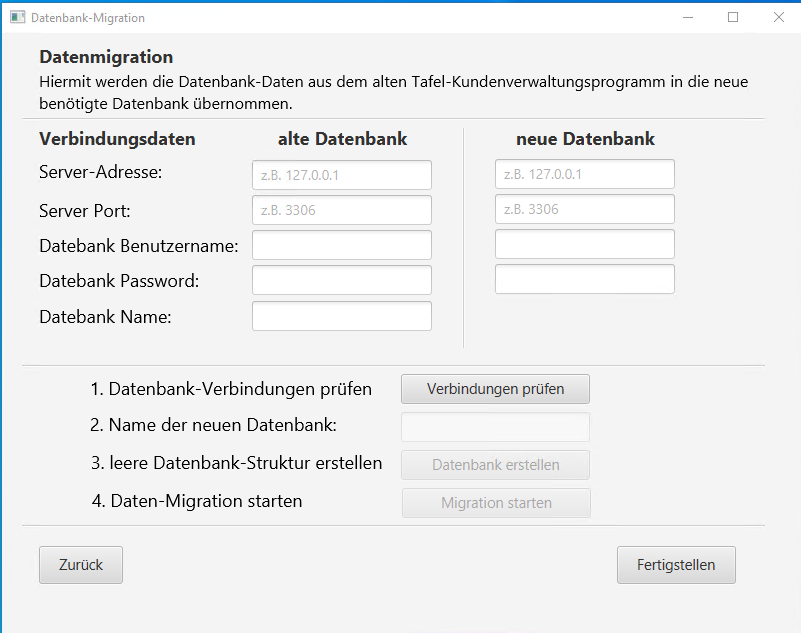 Datenbank-Migration
Datenmigration
Hiermit werden die Datenbank-Daten aus dem alten Tafel-Kundenverwaltungsprogramm in die neue
benötigte Datenbank übernommen.
Verbindungsdaten alte Datenbank neue Datenbank
Server-Adresse: z.B. 127.0.0.1 z.B. 127.0.0.1
Server Port: z.B. 3306 z.B. 3306
Datebank Benutzername:
Datebank Password:
Datebank Name:
1. Datenbank-Verbindungen prüfen Verbindungen prüfen
2. Name der neuen Datenbank:
3. leere Datenbank-Struktur erstellen Datenbank erstellen
4. Daten-Migration starten Migration starten
Zurück Fertigstellen